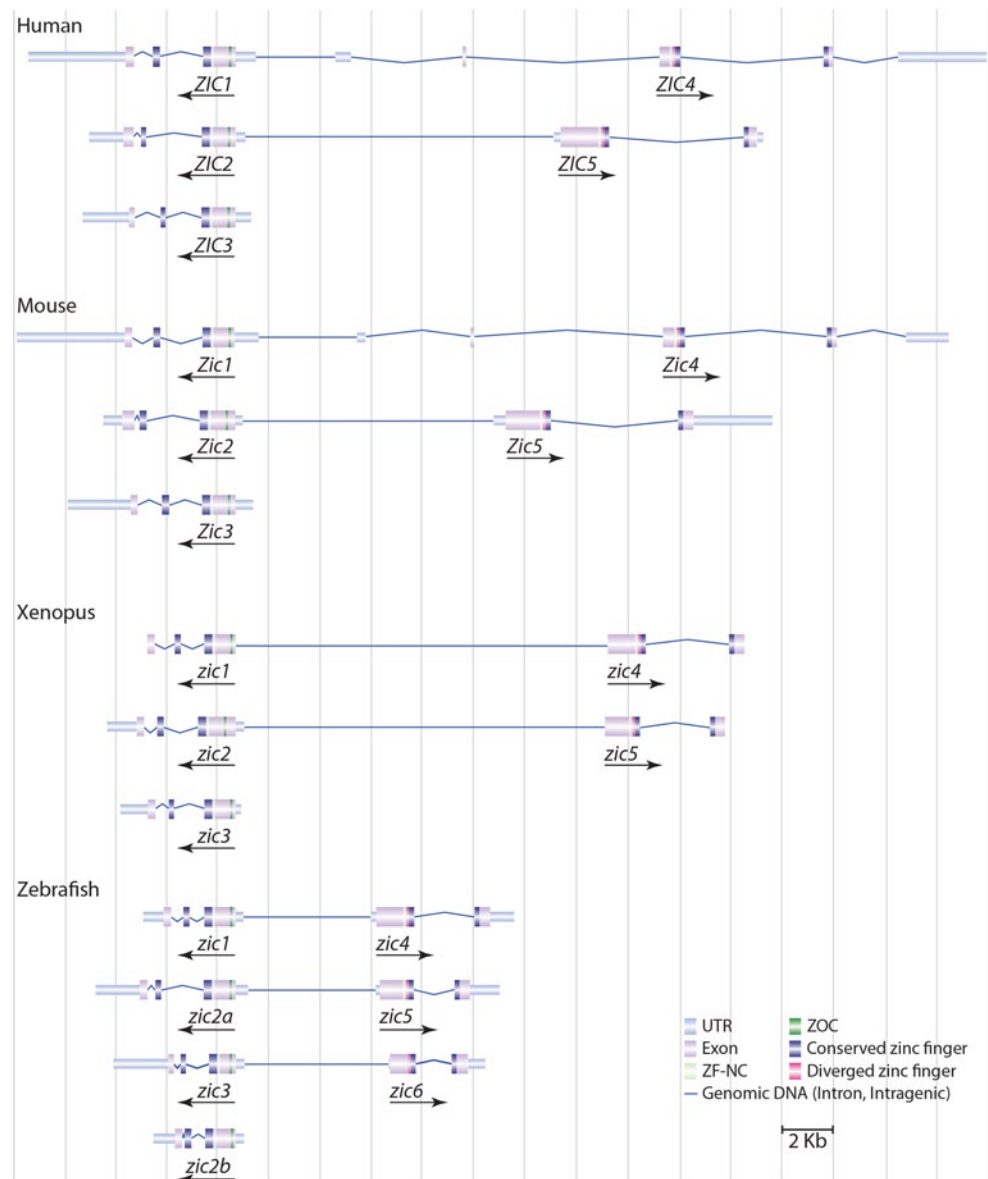 Human
ZIC1 ZIC4
ZIC2 ZIC5
ZIC3
Mouse
Zic1 Zic4
Zic2 Zic5
Zic3
Xenopus
zic1 zic4
zic2 zic5
zic3
Zebrafish
zic1 zic4
zic2a zic5
zic3 zic6
zic2b
UTR ZOC
Exon Conserved zinc finger
ZF-NC Diverged zinc finger
Genomic DNA (Intron, Intragenic)
2 Kb